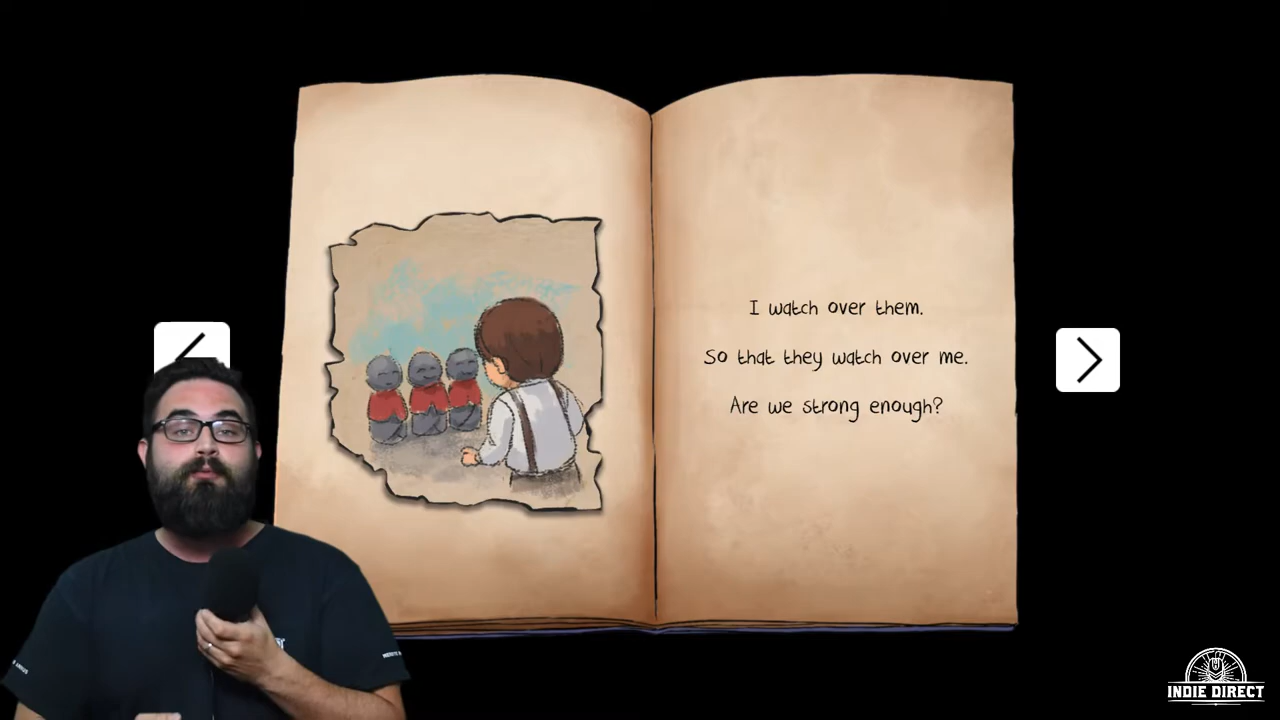 I watch over them.
So that they watch over me.
Are we strong enough?
INDIE DIRECT